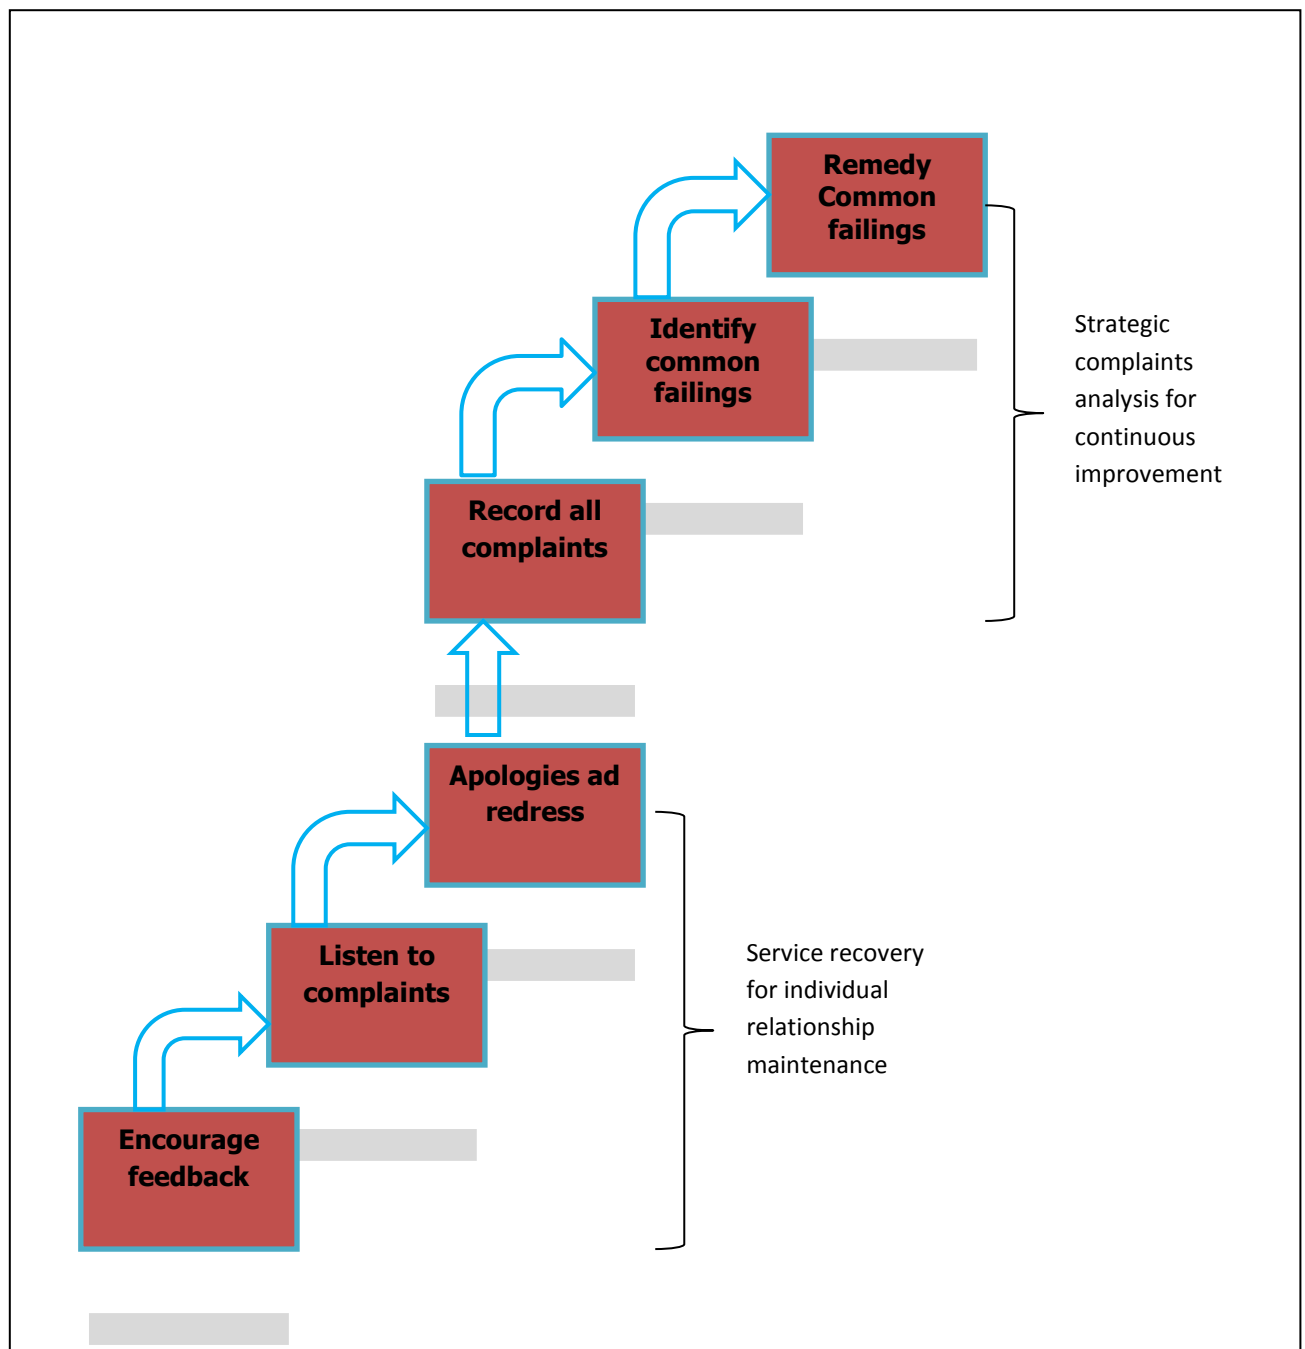 Remedy
Common
failings
Identify
common
failings
Strategic
complaints
analysis for
continuous
improvement
Record all
complaints
Apologies ad
redress
Listen to
complaints
Service recovery
for individual
relationship
maintenance
Encourage
feedback